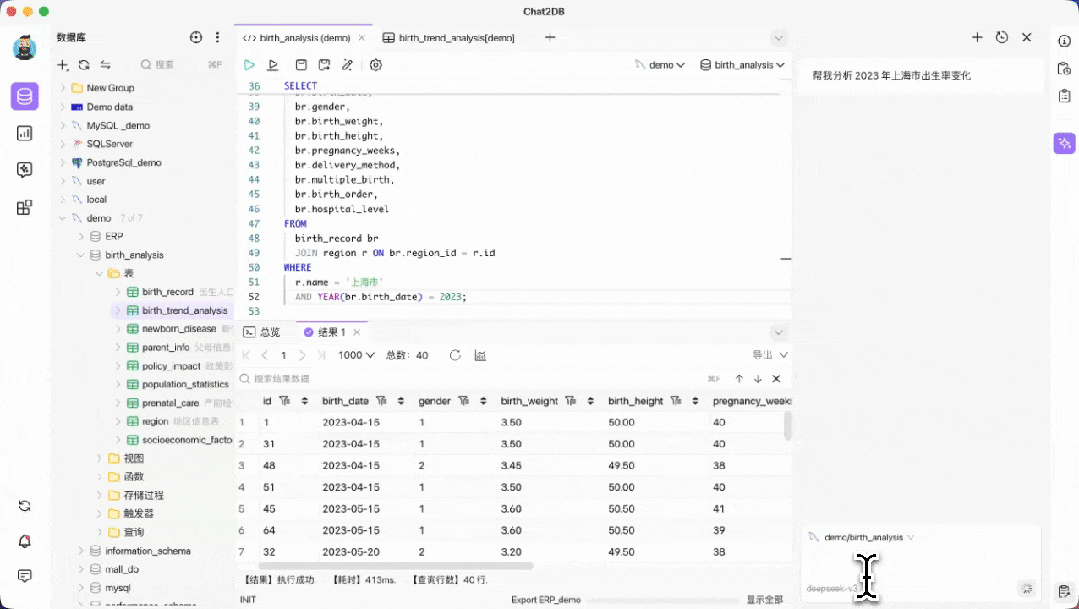 Chat2DB
数据库
搜索 ⌘F
New Group
Demo data
MySQL_demo
SQLServer
PostgreSql_demo
user
local
demo 7 of 7
ERP
birth_analysis
表
birth_record 出生人口
birth_trend_analysis
newborn_disease
parent_info 父母信息
policy_impact
population_statistics
prenatal_care
region 地区信息表
socioeconomic_facto
视图
函数
存储过程
触发器
查询
information_schema
mall_do
mysql
birth_analysis (demo)
birth_trend_analysis[demo]
demo
birth_analysis
36 SELECT
39 br.gender,
40 br.birth_weight,
41 br.birth_height,
42 br.pregnancy_weeks,
43 br.delivery_method,
44 br.multiple_birth,
45 br.birth_order,
46 br.hospital_level
47 FROM
48 birth_record br
49 JOIN region r ON br.region_id = r.id
50 WHERE
51 r.name = '上海市'
52 AND YEAR(br.birth_date) = 2023;
53
总览 结果 1
1 1000 总数: 40 导出
搜索结果数据 ⌘F
id birth_date gender birth_weight birth_height pregnancy_week
1 1 2023-04-15 1 3.50 50.00 40
2 31 2023-04-15 1 3.50 50.00 40
3 48 2023-04-15 2 3.45 49.50 38
4 51 2023-04-15 1 3.50 50.00 40
5 45 2023-05-15 1 3.60 50.50 41
6 64 2023-05-15 1 3.60 50.50 39
7 32 2023-05-20 2 3.20 49.50 38
【结果】执行成功. 【耗时】413ms. 【查询行数】40 行.
INIT
Export ERP_demo
显示全部
帮我分析 2023 年上海市出生率变化
demo/birth_analysis